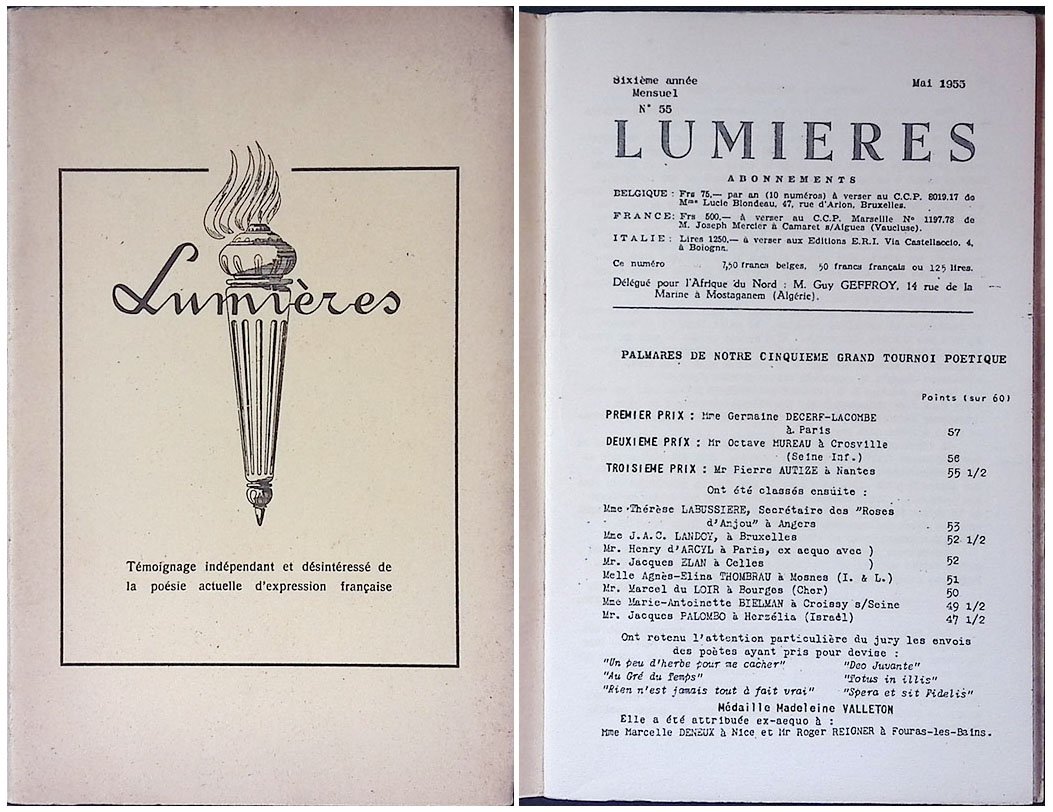 Lumières
Témoignage indépendant et désintéressé de
la poésie actuelle d'expression française
Sixième année
Mai 1953
Mensuel
N° 55
LUMIERES
ABONNEMENTS
BELGIQUE : Frs 75,— par an (10 numéros) à verser au C.C.P. 8019.17 de
Mme Lucie Blondeau, 47, rue d'Arlon, Bruxelles.
FRANCE: Frs 500,— à verser au C.C.P. Marseille N° 1197.78 de
M. Joseph Mercier à Camaret s/Aigues (Vaucluse).
ITALIE : Lires 1250,— à verser aux Editions E.R.I. Via Castellaccio, 4,
à Bologna.
Ce numéro 7,50 francs belges, 50 francs français ou 125 lires.
Délégué pour l'Afrique du Nord : M. Guy GEFFROY, 14 rue de la
Marine à Mostaganem (Algérie).
PALMARES DE NOTRE CINQUIEME GRAND TOURNOI POETIQUE
Points (sur 60)
PREMIER PRIX : Mme Germaine DECERF-LACOMBE
à Paris 57
DEUXIEME PRIX : Mr Octave MUREAU à Crosville
(Seine Inf.) 56
TROISIEME PRIX : Mr Pierre AUTIZE à Nantes 55 1/2
Ont été classés ensuite :
Mme Thérèse LABUSSIERE, Secrétaire des "Roses
d'Anjou" à Angers 53
Mme J.A.C. LANDOY, à Bruxelles 52 1/2
Mr. Henry d'ARCYL à Paris, ex aequo avec )
Mr. Jacques ELAN à Celles ) 52
Melle Agnès-Elina THOMBRAU à Mosnes (I. & L.) 51
Mr. Marcel du LOIR à Bourges (Cher) 50
Mme Marie-Antoinette BIELMAN à Croissy s/Seine 49 1/2
Mr. Jacques PALOMBO à Herzélia (Israél) 47 1/2
Ont retenu l'attention particulière du jury les envois
des poètes ayant pris pour devise :
"Un peu d'herbe pour me cacher" "Deo Juvante"
"Au Gré du Temps" "Totus in illis"
"Rien n'est jamais tout à fait vrai" "Spera et sit Fidelis"
Médaille Madeleine VALLETON
Elle a été attribuée ex-aequo à :
Mme Marcelle DENEUX à Nice et Mr Roger REIGNER à Fouras-les-Bains.